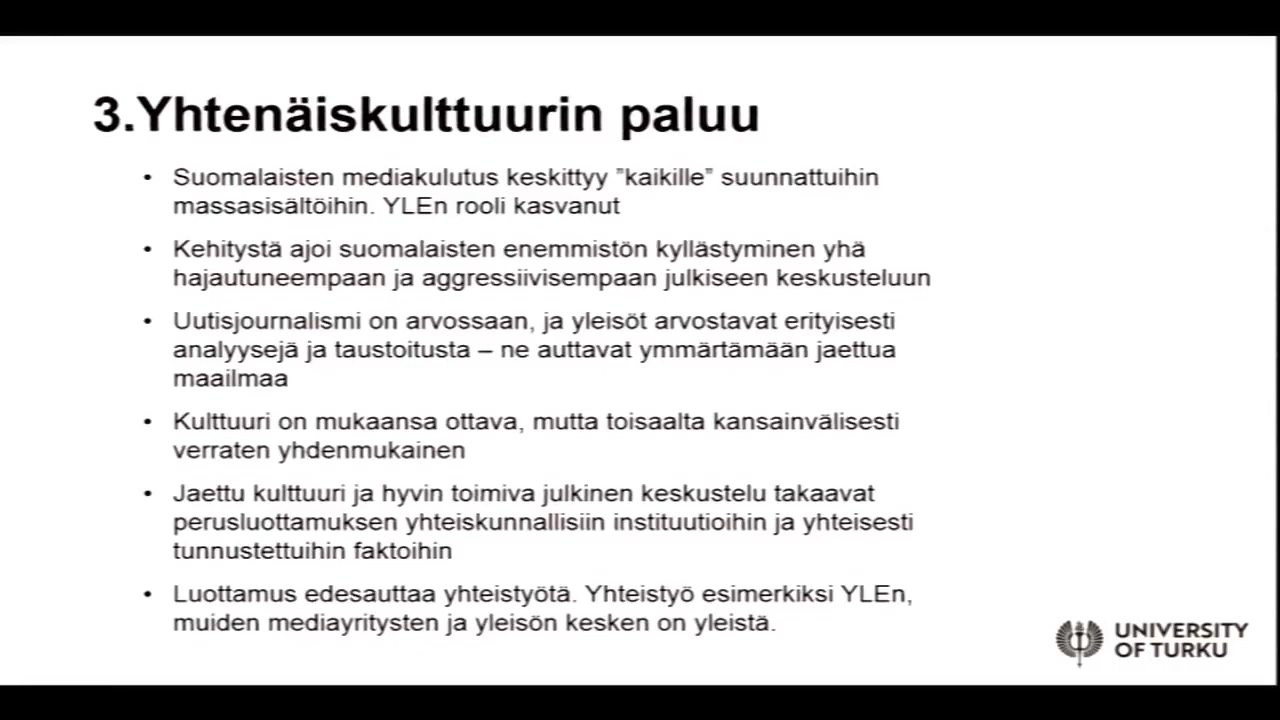 3.Yhtenäiskulttuurin paluu
• Suomalaisten mediakulutus keskittyy ”kaikille” suunnattuihin
massasisältöihin. YLEn rooli kasvanut
• Kehitystä ajoi suomalaisten enemmistön kyllästyminen yhä
hajautuneempaan ja aggressiivisempaan julkiseen keskusteluun
• Uutisjournalismi on arvossaan, ja yleisöt arvostavat erityisesti
analyysejä ja taustoitusta – ne auttavat ymmärtämään jaettua
maailmaa
• Kulttuuri on mukaansa ottava, mutta toisaalta kansainvälisesti
verraten yhdenmukainen
• Jaettu kulttuuri ja hyvin toimiva julkinen keskustelu takaavat
perusluottamuksen yhteiskunnallisiin instituutioihin ja yhteisesti
tunnustettuihin faktoihin
• Luottamus edesauttaa yhteistyötä. Yhteistyö esimerkiksi YLEn,
muiden mediayritysten ja yleisön kesken on yleistä.
UNIVERSITY
OF TURKU